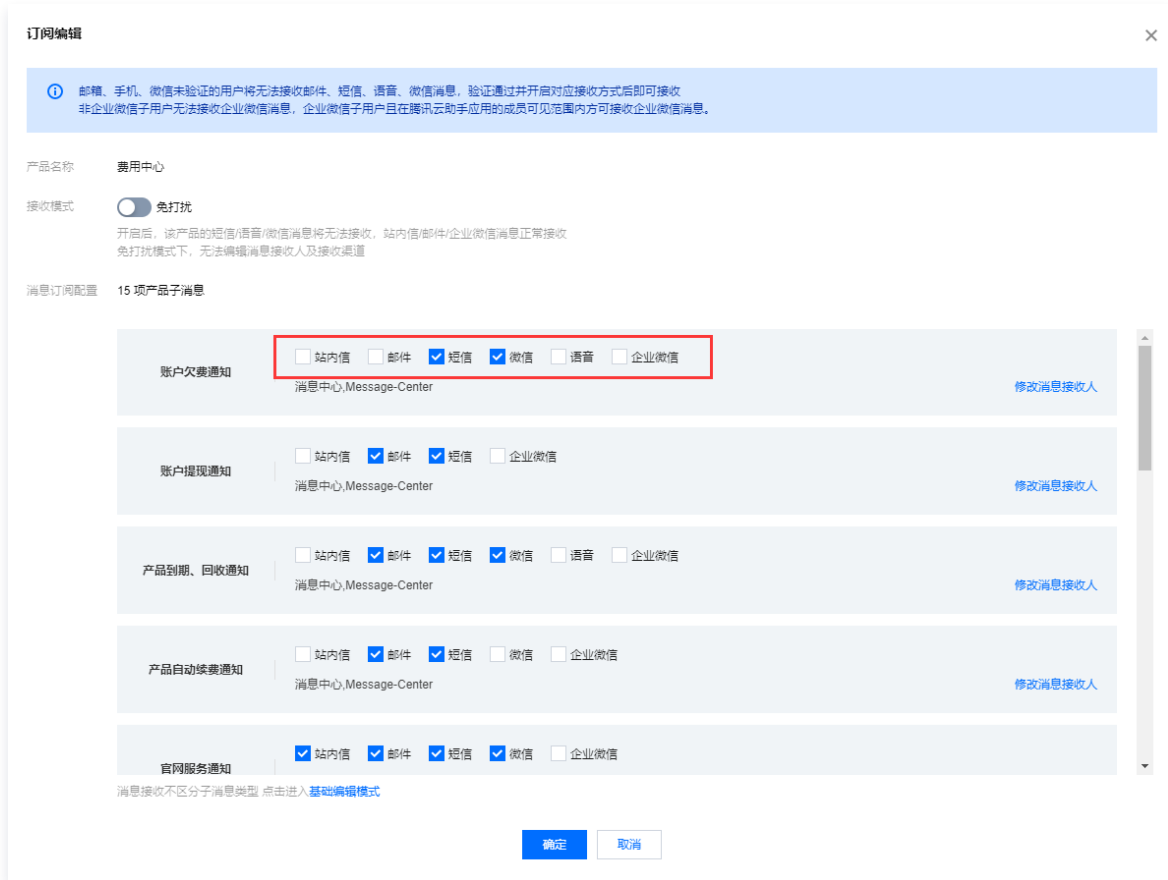 订阅编辑
邮箱、手机、微信未验证的用户将无法接收邮件、短信、语音、微信消息，验证通过并开启对应接收方式后即可接收
非企业微信子用户无法接收企业微信消息，企业微信子用户且在腾讯云助手应用的成员可见范围内方可接收企业微信消息。
产品名称 费用中心
接收模式 免打扰
开启后，该产品的短信/语音/微信消息将无法接收，站内信/邮件/企业微信消息正常接收
免打扰模式下，无法编辑消息接收人及接收渠道
消息订阅配置 15 项产品子消息
账户欠费通知 站内信 邮件 短信 微信 语音 企业微信
消息中心,Message-Center 修改消息接收人
账户提现通知 站内信 邮件 短信 企业微信
消息中心,Message-Center 修改消息接收人
产品到期、回收通知 站内信 邮件 短信 微信 语音 企业微信
消息中心,Message-Center 修改消息接收人
产品自动续费通知 站内信 邮件 短信 微信 企业微信
消息中心,Message-Center 修改消息接收人
官网服务通知 站内信 邮件 短信 微信 企业微信
消息接收不区分子消息类型 点击进入基础编辑模式
确定 取消